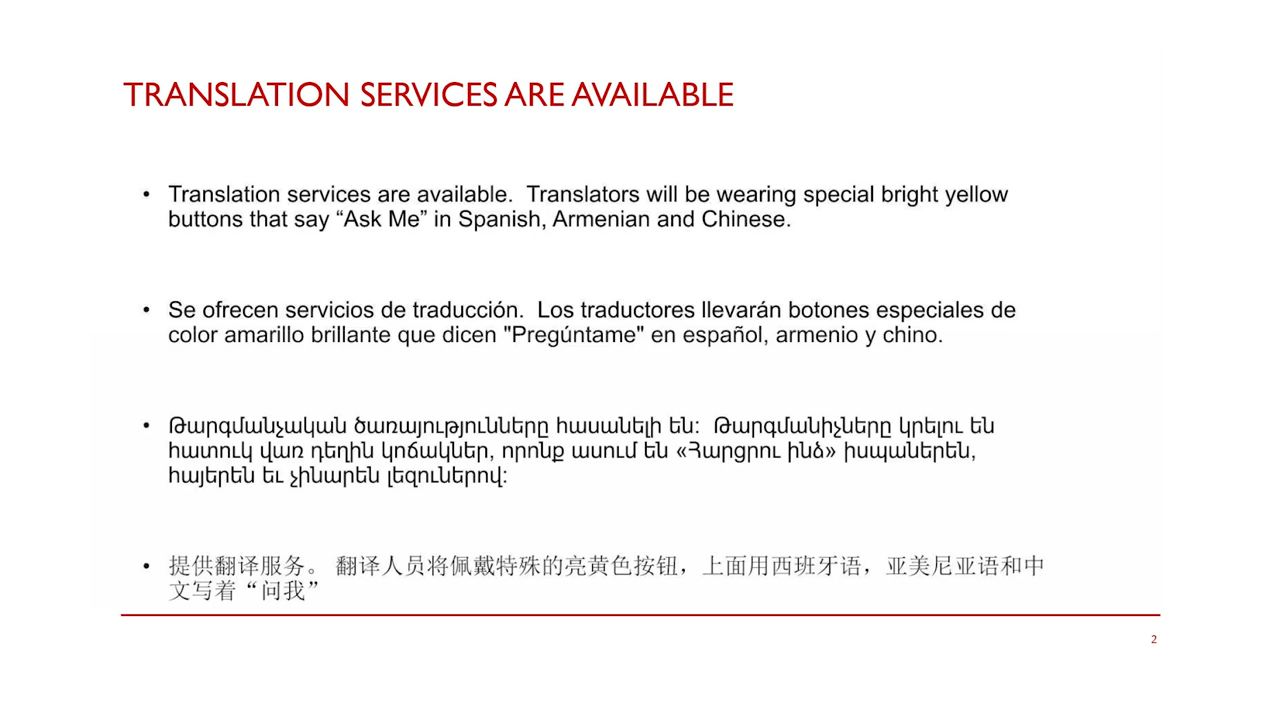 TRANSLATION SERVICES ARE AVAILABLE
• Translation services are available.  Translators will be wearing special bright yellow
buttons that say “Ask Me” in Spanish, Armenian and Chinese.
• Se ofrecen servicios de traducción.  Los traductores llevarán botones especiales de
color amarillo brillante que dicen "Pregúntame" en español, armenio y chino.
• Թարգմանչական ծառայությունները հասանելի են:  Թարգմանիչները կրելու են
հատուկ վառ դեղին կոճակներ, որոնք ասում են «Հարցրու ինձ» իսպաներեն,
հայերեն եւ չինարեն լեզուներով:
• 提供翻译服务。 翻译人员将佩戴特殊的亮黄色按钮，上面用西班牙语，亚美尼亚语和中
文写着“问我”
2